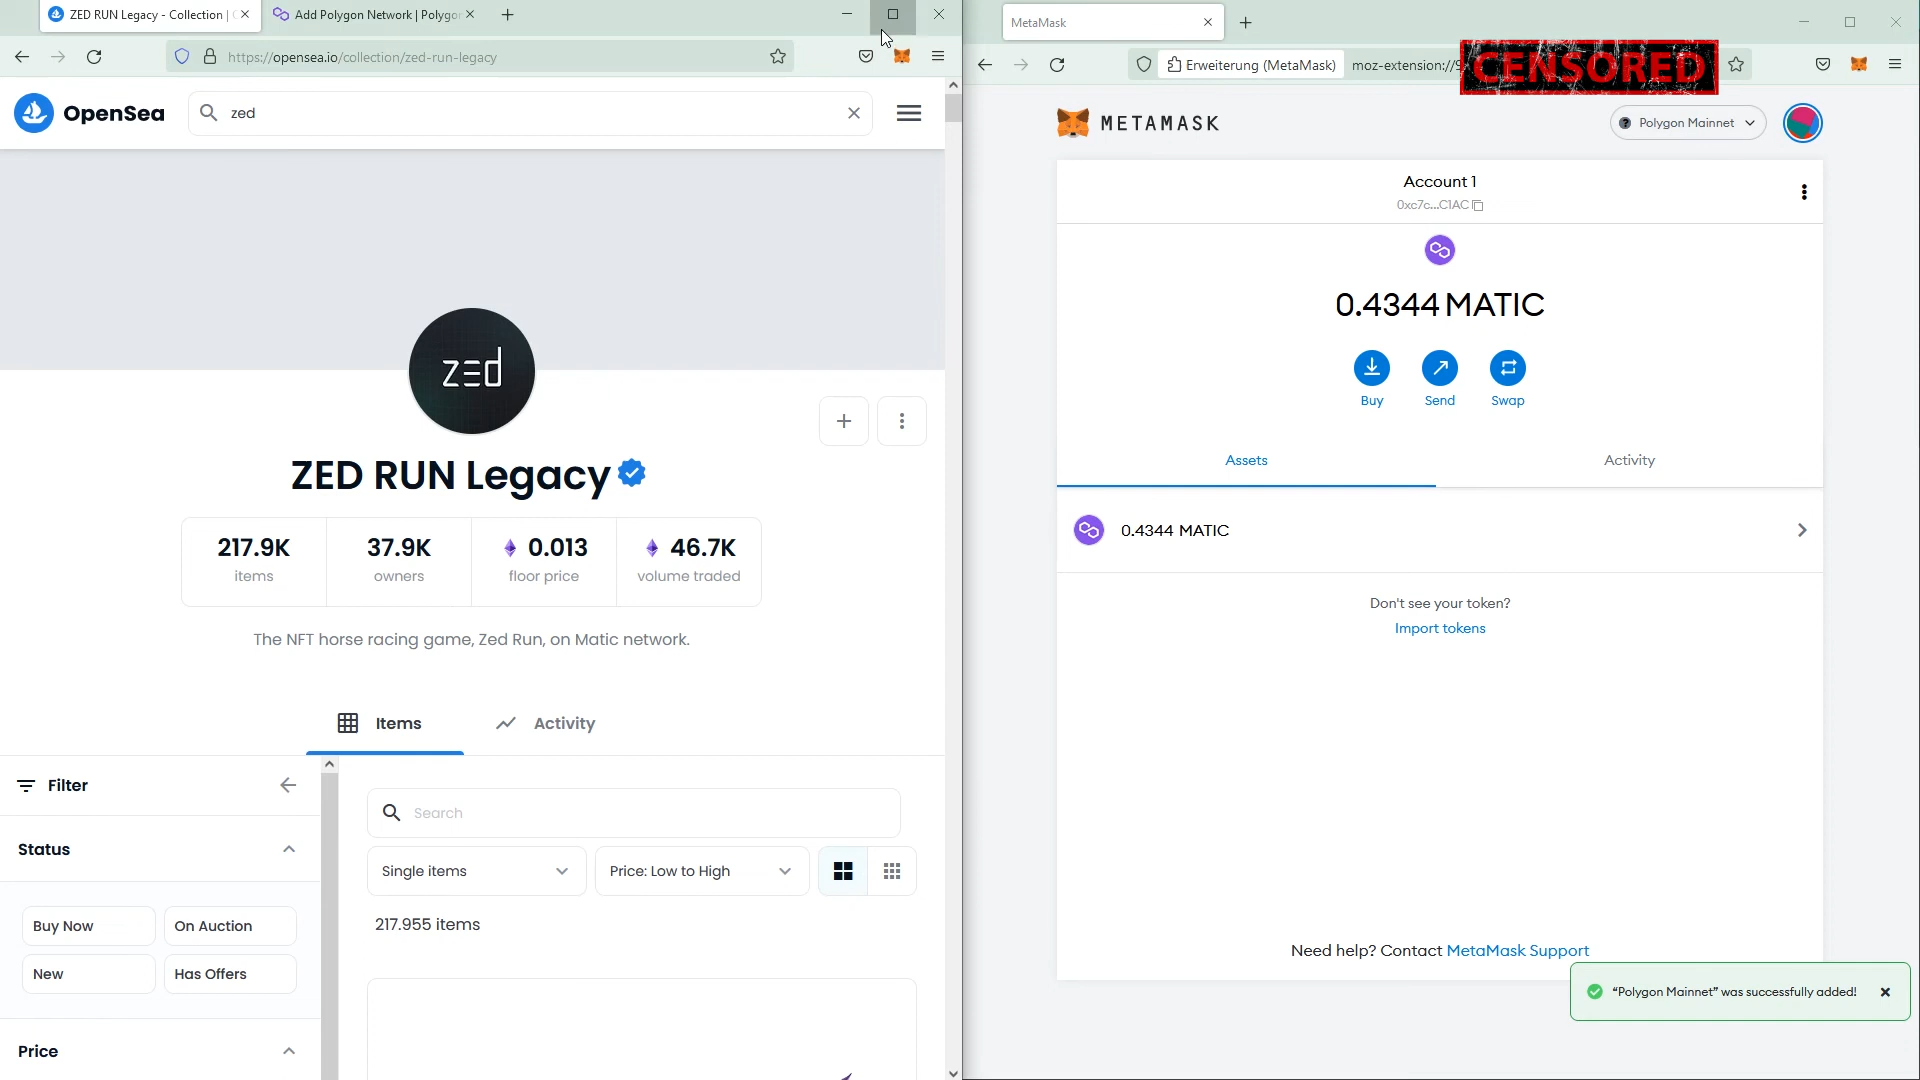 ZED RUN Legacy - Collection |
Add Polygon Network | Polygon
https://opensea.io/collection/zed-run-legacy
OpenSea
zed
zed
ZED RUN Legacy
217.9K
items
37.9K
owners
0.013
floor price
46.7K
volume traded
The NFT horse racing game, Zed Run, on Matic network.
Items
Activity
Filter
Status
Buy Now
On Auction
New
Has Offers
Price
Search
Single items
Price: Low to High
217.955 items
MetaMask
Erweiterung (MetaMask)
moz-extension://9
CENSORED
METAMASK
Polygon Mainnet
Account 1
0xc7c...C1AC
0.4344 MATIC
Buy
Send
Swap
Assets
Activity
0.4344 MATIC
Don't see your token?
Import tokens
Need help? Contact MetaMask Support
“Polygon Mainnet” was successfully added!